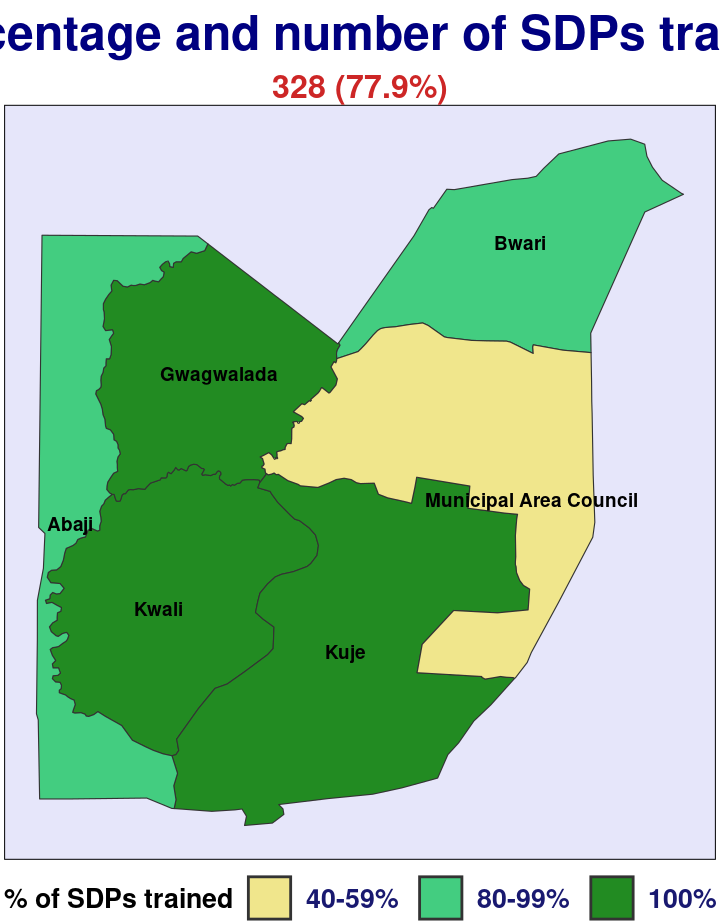 centage and number of SDPs tra
328 (77.9%)
Bwari
Gwagwalada
Municipal Area Council
Abaji
Kwali
Kuje
% of SDPs trained 40-59% 80-99% 100%